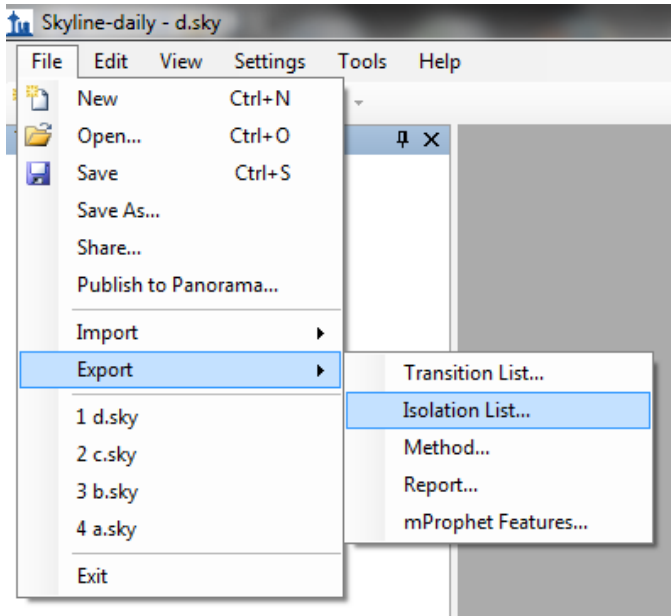 Skyline-daily - d.sky
File Edit View Settings Tools Help
New Ctrl+N
Open... Ctrl+O
Save Ctrl+S
Save As...
Share...
Publish to Panorama...
Import
Export
Transition List...
Isolation List...
Method...
Report...
mProphet Features...
1 d.sky
2 c.sky
3 b.sky
4 a.sky
Exit